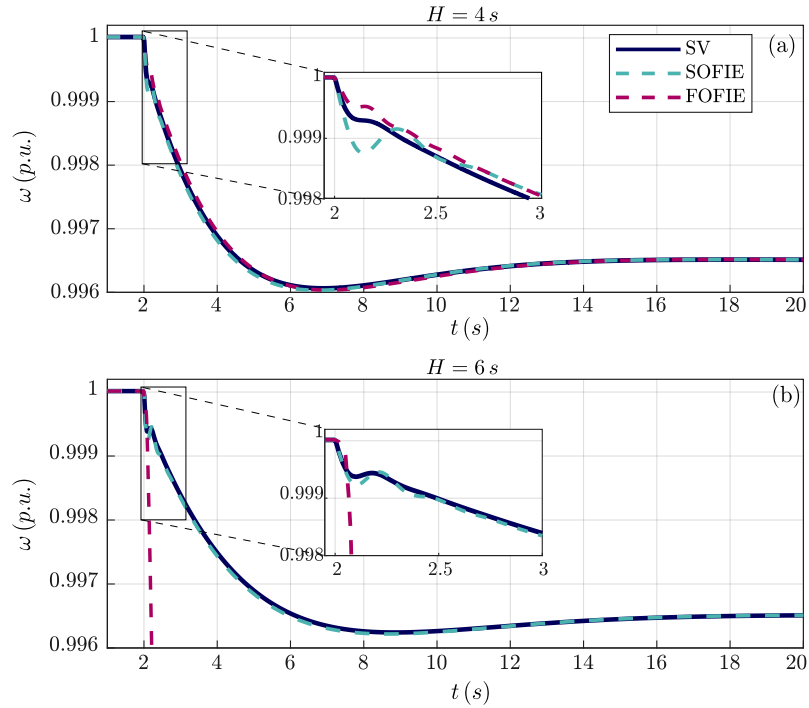 H = 4 s
(a)
SV
SOFIE
FOFIE
1
0.999
0.998
0.997
0.996
ω (p.u.)
1
0.999
0.998
2
2.5
3
2 4 6 8 10 12 14 16 18 20
t (s)
H = 6 s
(b)
1
0.999
0.998
0.997
0.996
ω (p.u.)
1
0.999
0.998
2
2.5
3
2 4 6 8 10 12 14 16 18 20
t (s)